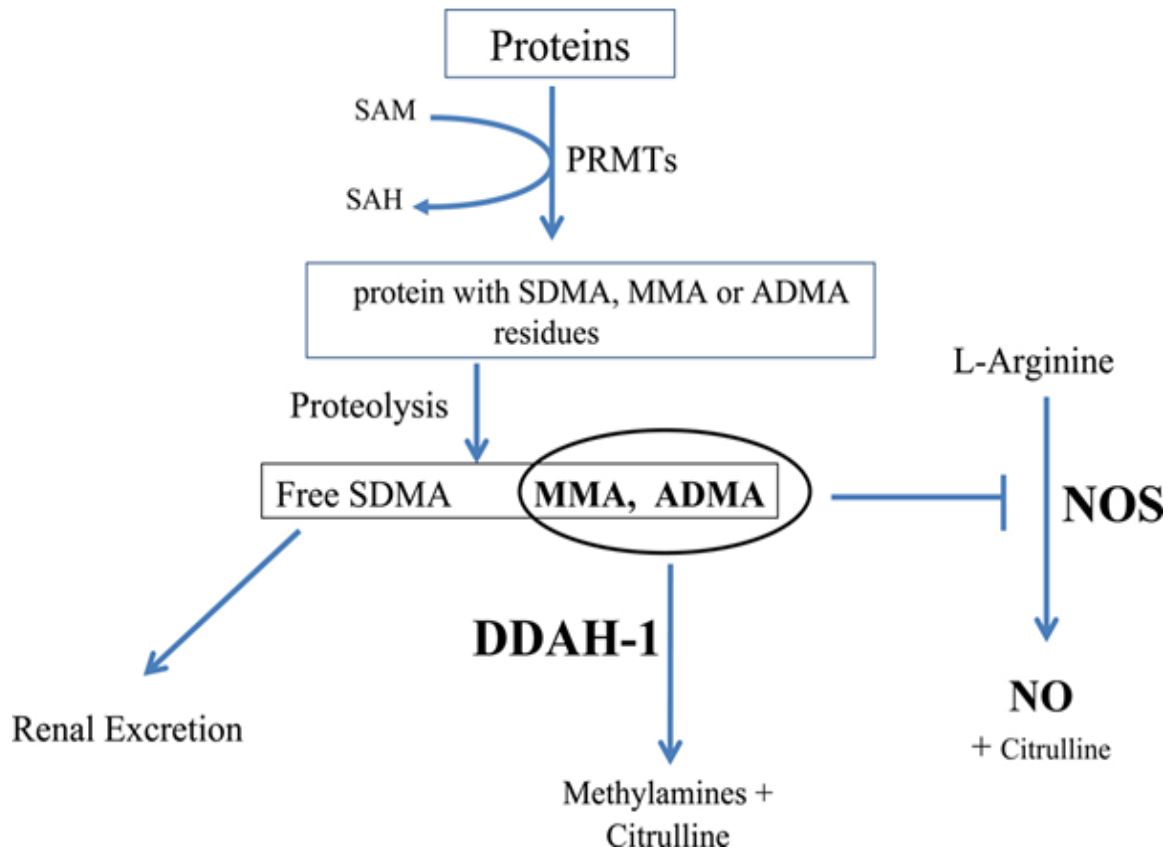 Proteins
SAM
PRMTs
SAH
protein with SDMA, MMA or ADMA
residues
L-Arginine
Proteolysis
Free SDMA MMA, ADMA
NOS
DDAH-1
Renal Excretion
NO
+ Citrulline
Methylamines +
Citrulline